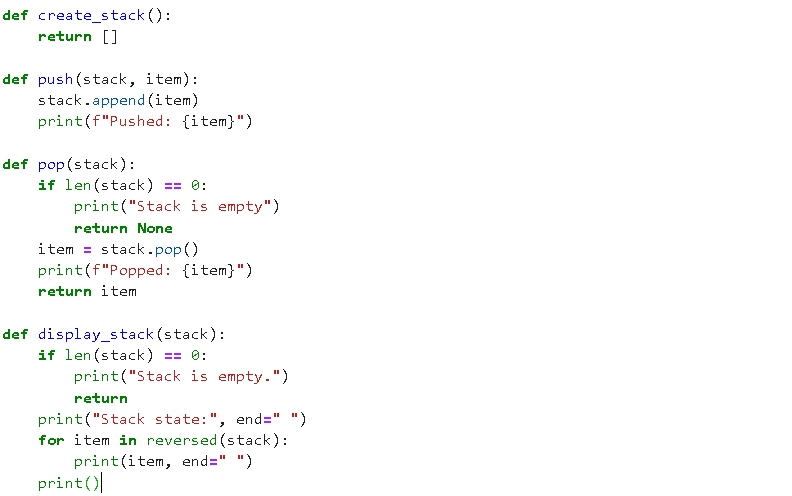 def create_stack():
    return []

def push(stack, item):
    stack.append(item)
    print(f"Pushed: {item}")

def pop(stack):
    if len(stack) == 0:
        print("Stack is empty")
        return None
    item = stack.pop()
    print(f"Popped: {item}")
    return item

def display_stack(stack):
    if len(stack) == 0:
        print("Stack is empty.")
        return
    print("Stack state:", end=" ")
    for item in reversed(stack):
        print(item, end=" ")
    print()